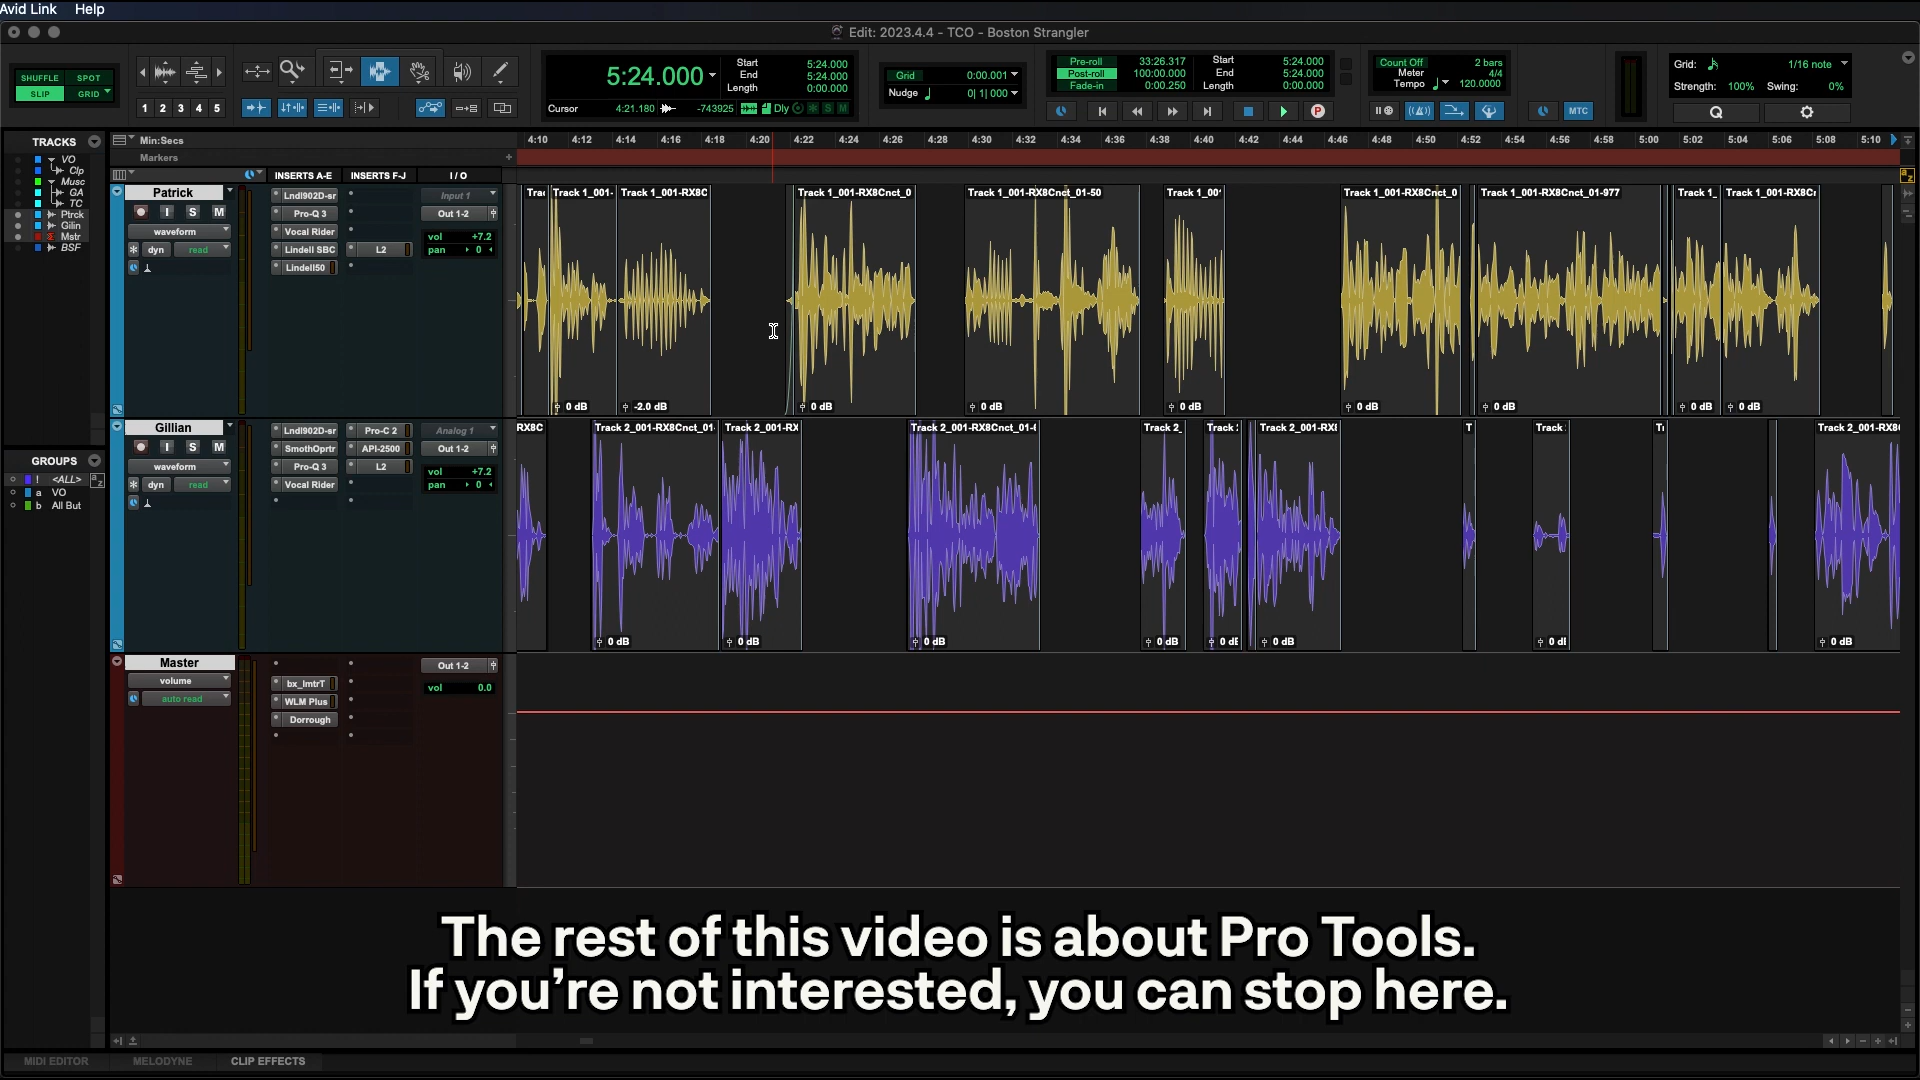 Avid Link Help
Edit: 2023.4.4 - TCO - Boston Strangler
SHUFFLE SPOT
SLIP GRID
1 2 3 4 5
5:24.000
Start 5:24.000
End 5:24.000
Length 0:00.000
Cursor 4:21.180 -743925 Dly S M
Grid 0:00.001
Nudge 0| 1| 000
Pre-roll 33:26.317
Post-roll 100:00.000
Fade-in 0:00.250
Start 5:24.000
End 5:24.000
Length 0:00.000
P
Count Off 2 bars
Meter 4/4
Tempo 120.0000
MTC
Grid: 1/16 note
Strength: 100% Swing: 0%
Q
TRACKS
VO
Clp
Musc
GA
TC
Ptrck
Gilin
Mstr
BSF
GROUPS
! <ALL>
a VO
b All But
Min:Secs
Markers
4:10 4:12 4:14 4:16 4:18 4:20 4:22 4:24 4:26 4:28 4:30 4:32 4:34 4:36 4:38 4:40 4:42 4:44 4:46 4:48 4:50 4:52 4:54 4:56 4:58 5:00 5:02 5:04 5:06 5:08 5:10
INSERTS A-E INSERTS F-J I / O
Patrick
I S M
waveform
dyn read
Lndl902D-sr
Pro-Q 3
Vocal Rider
Lindell SBC
Lindell50
L2
Input 1
Out 1-2
vol +7.2
pan 0
Track 1_001- Track 1_001-RX8C Track 1_001-RX8Cnct_0 Track 1_001-RX8Cnct_01-50 Track 1_00 Track 1_001-RX8Cnct_0 Track 1_001-RX8Cnct_01-977 Track 1_ Track 1_001-RX8C
0 dB -2.0 dB 0 dB 0 dB 0 dB 0 dB 0 dB 0 dB 0 dB
Gillian
I S M
waveform
dyn read
Lndl902D-sr
SmothOprtr
Pro-Q 3
Vocal Rider
Pro-C 2
API-2500
L2
Analog 1
Out 1-2
vol +7.2
pan 0
RX8C Track 2_001-RX8Cnct_01- Track 2_001-RX Track 2_001-RX8Cnct_01- Track 2_ Track Track 2_001-RX T Track T Track 2_001-RX8
0 dB 0 dB 0 dB 0 dB 0 dB 0 dB 0 dB
Master
volume
auto read
bx_lmtrT
WLM Plus
Dorrough
Out 1-2
vol 0.0
The rest of this video is about Pro Tools.
If you're not interested, you can stop here.
MIDI EDITOR MELODYNE CLIP EFFECTS